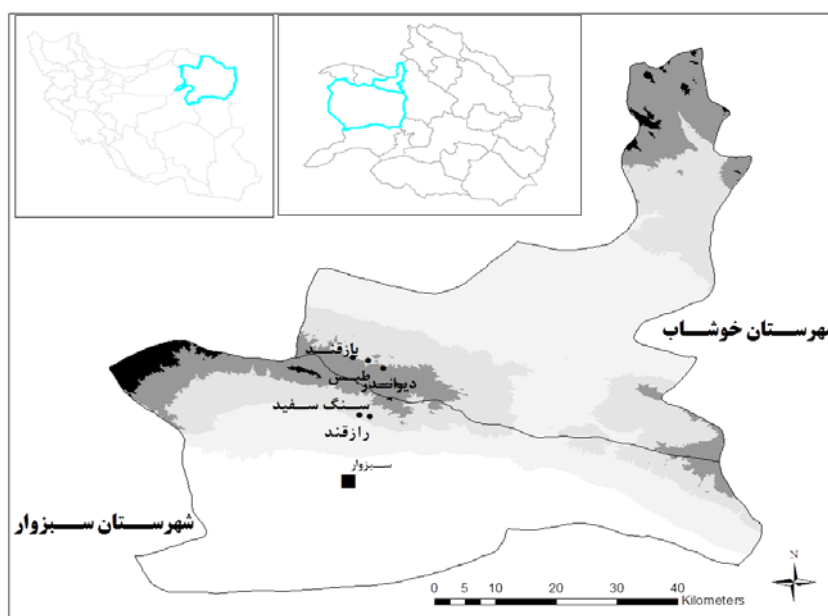 شهرستان خوشاب
بازقند
طبس
دیواندر
سنگ سفید
رازقند
سبزوار
شهرستان سبزوار
N
0 5 10 20 30 40
Kilometers